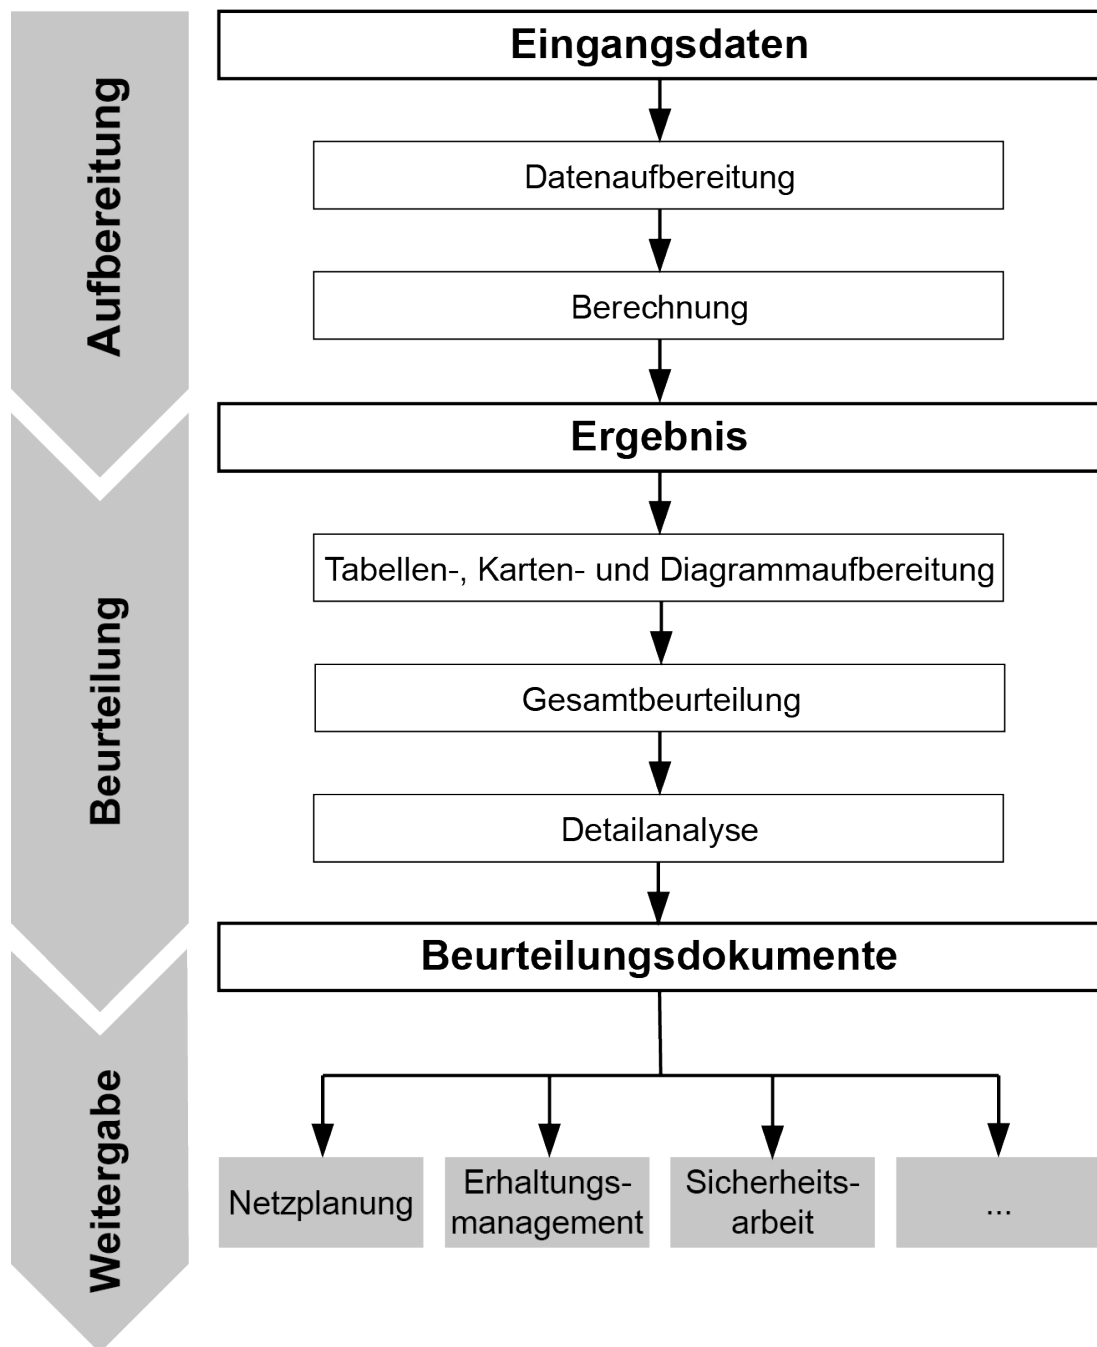 Aufbereitung
Eingangsdaten
Datenaufbereitung
Berechnung
Ergebnis
Beurteilung
Tabellen-, Karten- und Diagrammaufbereitung
Gesamtbeurteilung
Detailanalyse
Beurteilungsdokumente
Weitergabe
Netzplanung
Erhaltungs-
management
Sicherheits-
arbeit
...